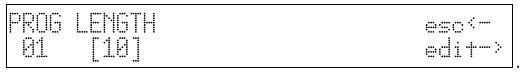 PROG LENGTH esc<-
01 [10] edit->
.